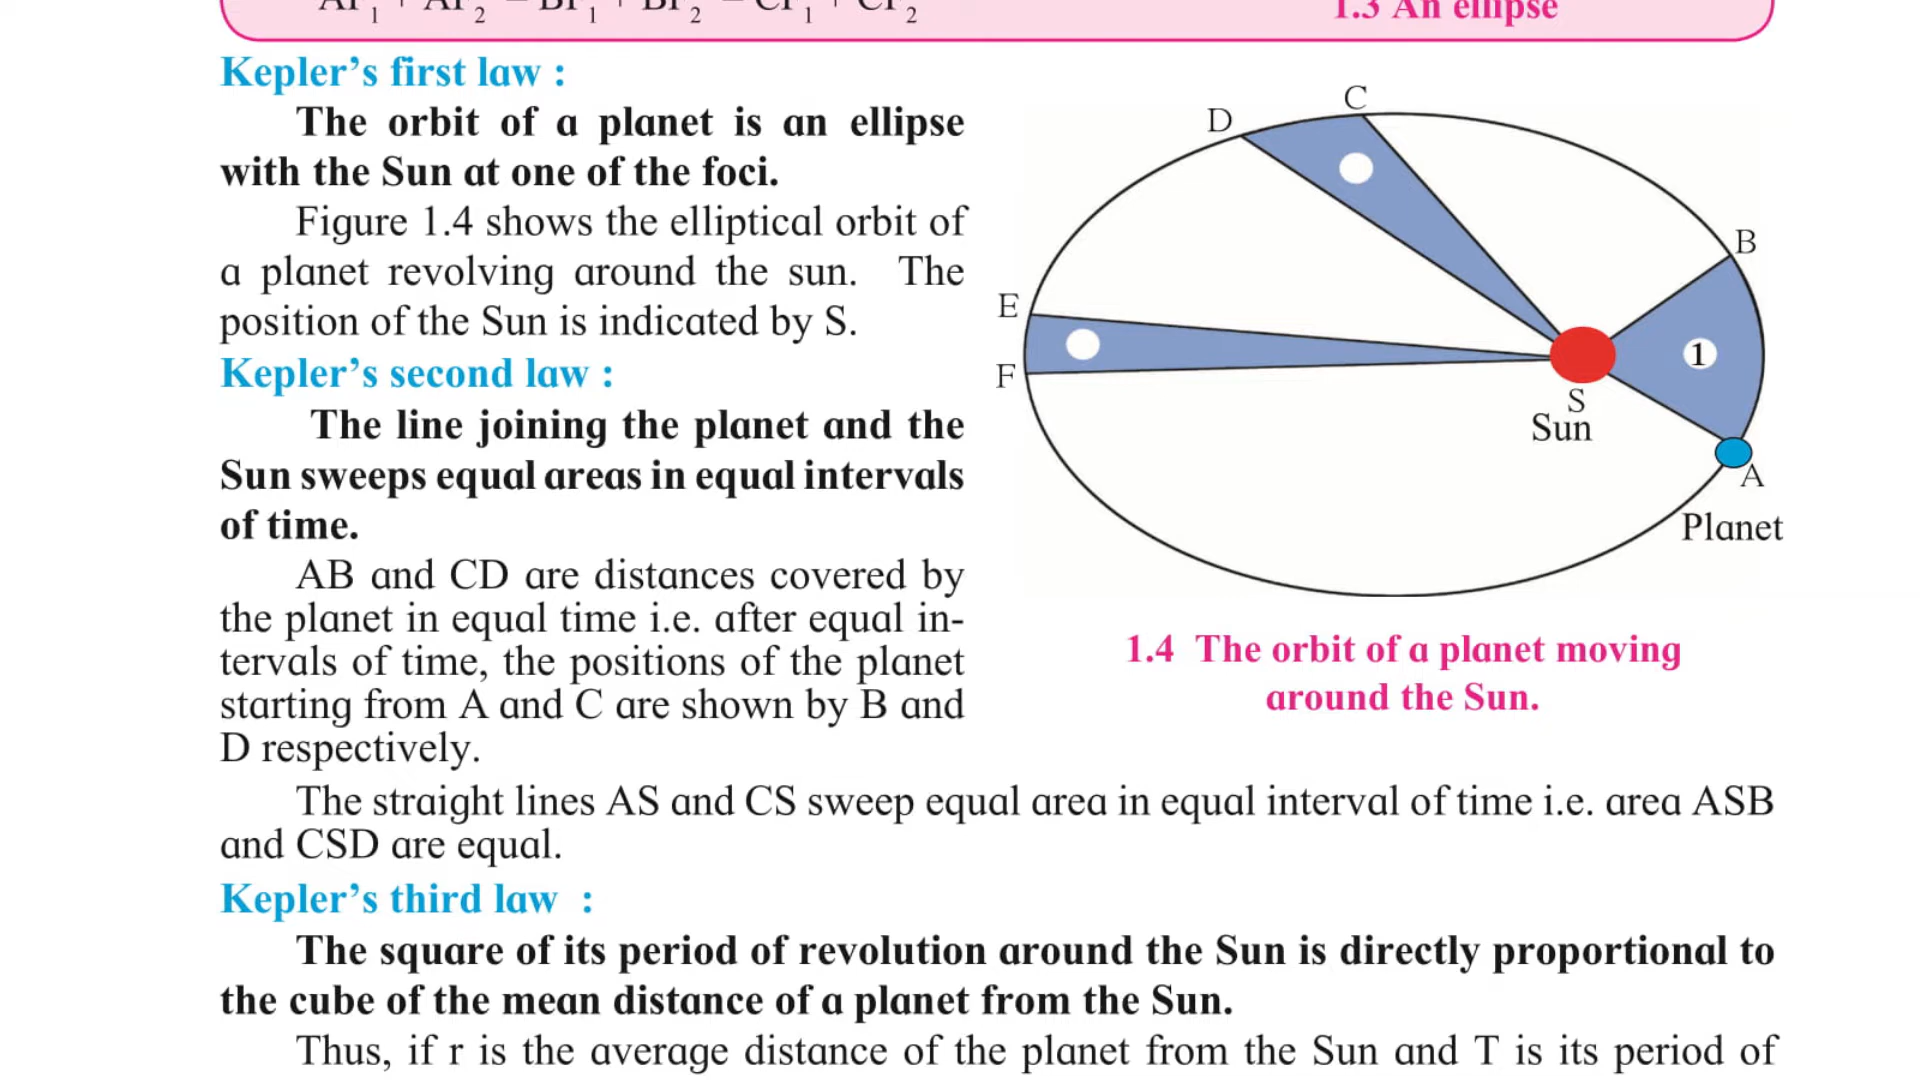 AF1 + AF2 = BF1 + BF2 = CF1 + CF2
1.3 An ellipse
Kepler’s first law :
The orbit of a planet is an ellipse
with the Sun at one of the foci.
Figure 1.4 shows the elliptical orbit of
a planet revolving around the sun. The
position of the Sun is indicated by S.
Kepler’s second law :
The line joining the planet and the
Sun sweeps equal areas in equal intervals
of time.
AB and CD are distances covered by
the planet in equal time i.e. after equal in-
tervals of time, the positions of the planet
starting from A and C are shown by B and
D respectively.
C
D
B
E
1
F
S
Sun
A
Planet
1.4 The orbit of a planet moving
around the Sun.
The straight lines AS and CS sweep equal area in equal interval of time i.e. area ASB
and CSD are equal.
Kepler’s third law :
The square of its period of revolution around the Sun is directly proportional to
the cube of the mean distance of a planet from the Sun.
Thus, if r is the average distance of the planet from the Sun and T is its period of